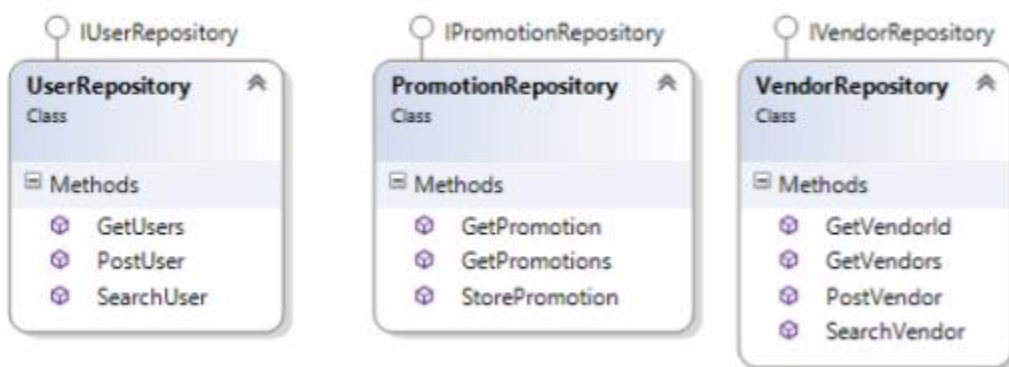 IUserRepository
UserRepository
Class
Methods
GetUsers
PostUser
SearchUser
IPromotionRepository
PromotionRepository
Class
Methods
GetPromotion
GetPromotions
StorePromotion
IVendorRepository
VendorRepository
Class
Methods
GetVendorId
GetVendors
PostVendor
SearchVendor